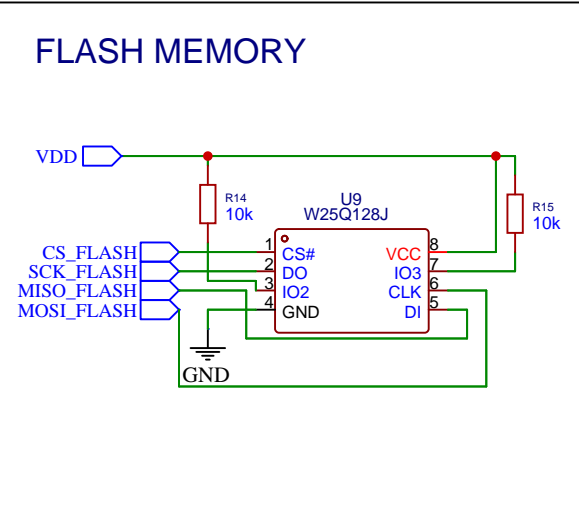 FLASH MEMORY
VDD
R14
10k
U9
W25Q128J
R15
10k
CS_FLASH
SCK_FLASH
MISO_FLASH
MOSI_FLASH
1
2
3
4
CS#
DO
IO2
GND
VCC
IO3
CLK
DI
8
7
6
5
GND